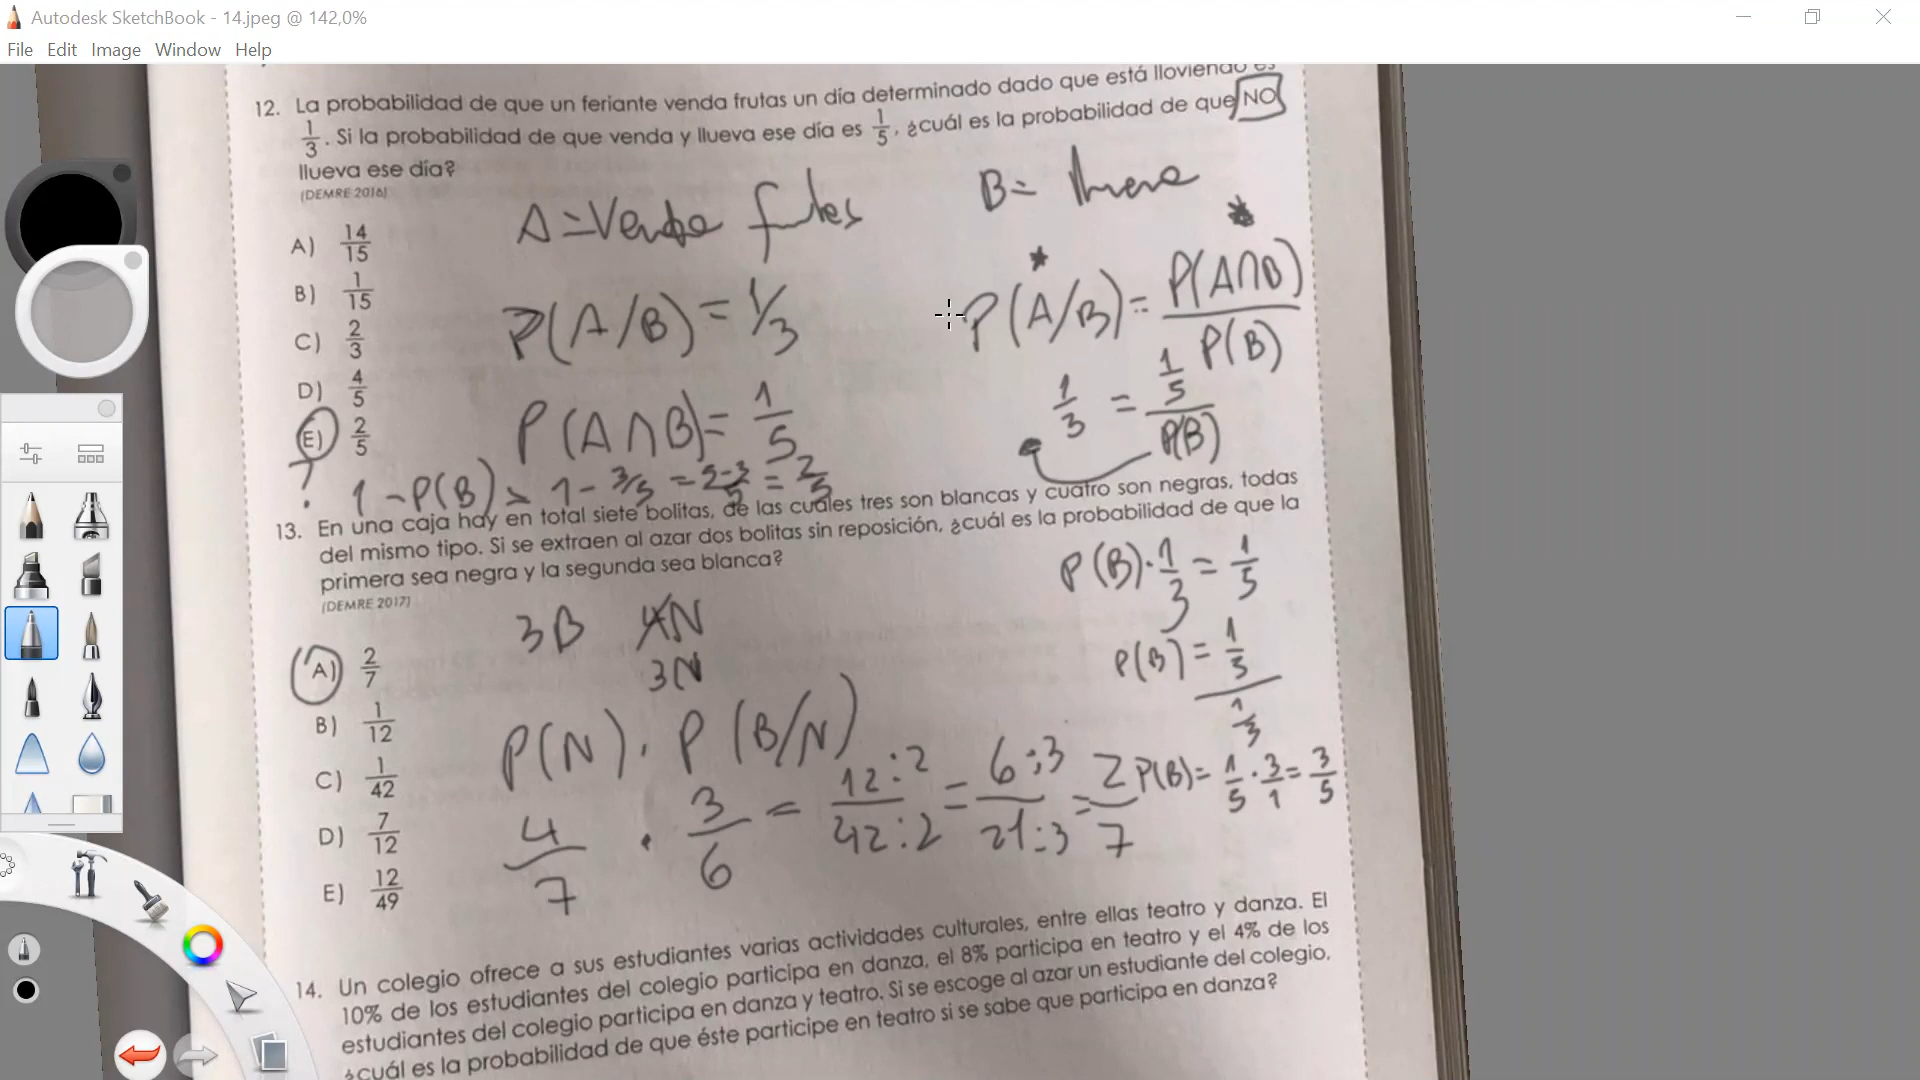 Autodesk SketchBook - 14.jpeg @ 142,0%
File Edit Image Window Help
12. La probabilidad de que un feriante venda frutas un día determinado dado que está lloviendo es
1/3. Si la probabilidad de que venda y llueva ese día es 1/5, ¿cuál es la probabilidad de que NO
llueva ese día?
(DEMRE 2016)
A = Vende frutas
B = llueva
A) 14/15
B) 1/15
C) 2/3
D) 4/5
E) 2/5
P(A/B) = 1/3
P(A/B) = P(A∩B)/P(B)
P(A∩B) = 1/5
1/3 = 1/5 / P(B)
?
1 - P(B) > 1 - 3/5 = 5-3/5 = 2/5
13. En una caja hay en total siete bolitas, de las cuales tres son blancas y cuatro son negras, todas
del mismo tipo. Si se extraen al azar dos bolitas sin reposición, ¿cuál es la probabilidad de que la
primera sea negra y la segunda sea blanca?
(DEMRE 2017)
P(B) · 1/3 = 1/5
3B 4N
3N
P(B) = 1/5 / 1/3
A) 2/7
B) 1/12
C) 1/42
D) 7/12
E) 12/49
P(N) · P(B/N)
4/7 · 3/6 = 12:2/42:2 = 6:3/21:3 = 2/7
P(B) = 1/5 · 3/1 = 3/5
14. Un colegio ofrece a sus estudiantes varias actividades culturales, entre ellas teatro y danza. El
10% de los estudiantes del colegio participa en danza, el 8% participa en teatro y el 4% de los
estudiantes del colegio participa en danza y teatro. Si se escoge al azar un estudiante del colegio,
¿cuál es la probabilidad de que éste participe en teatro si se sabe que participa en danza?